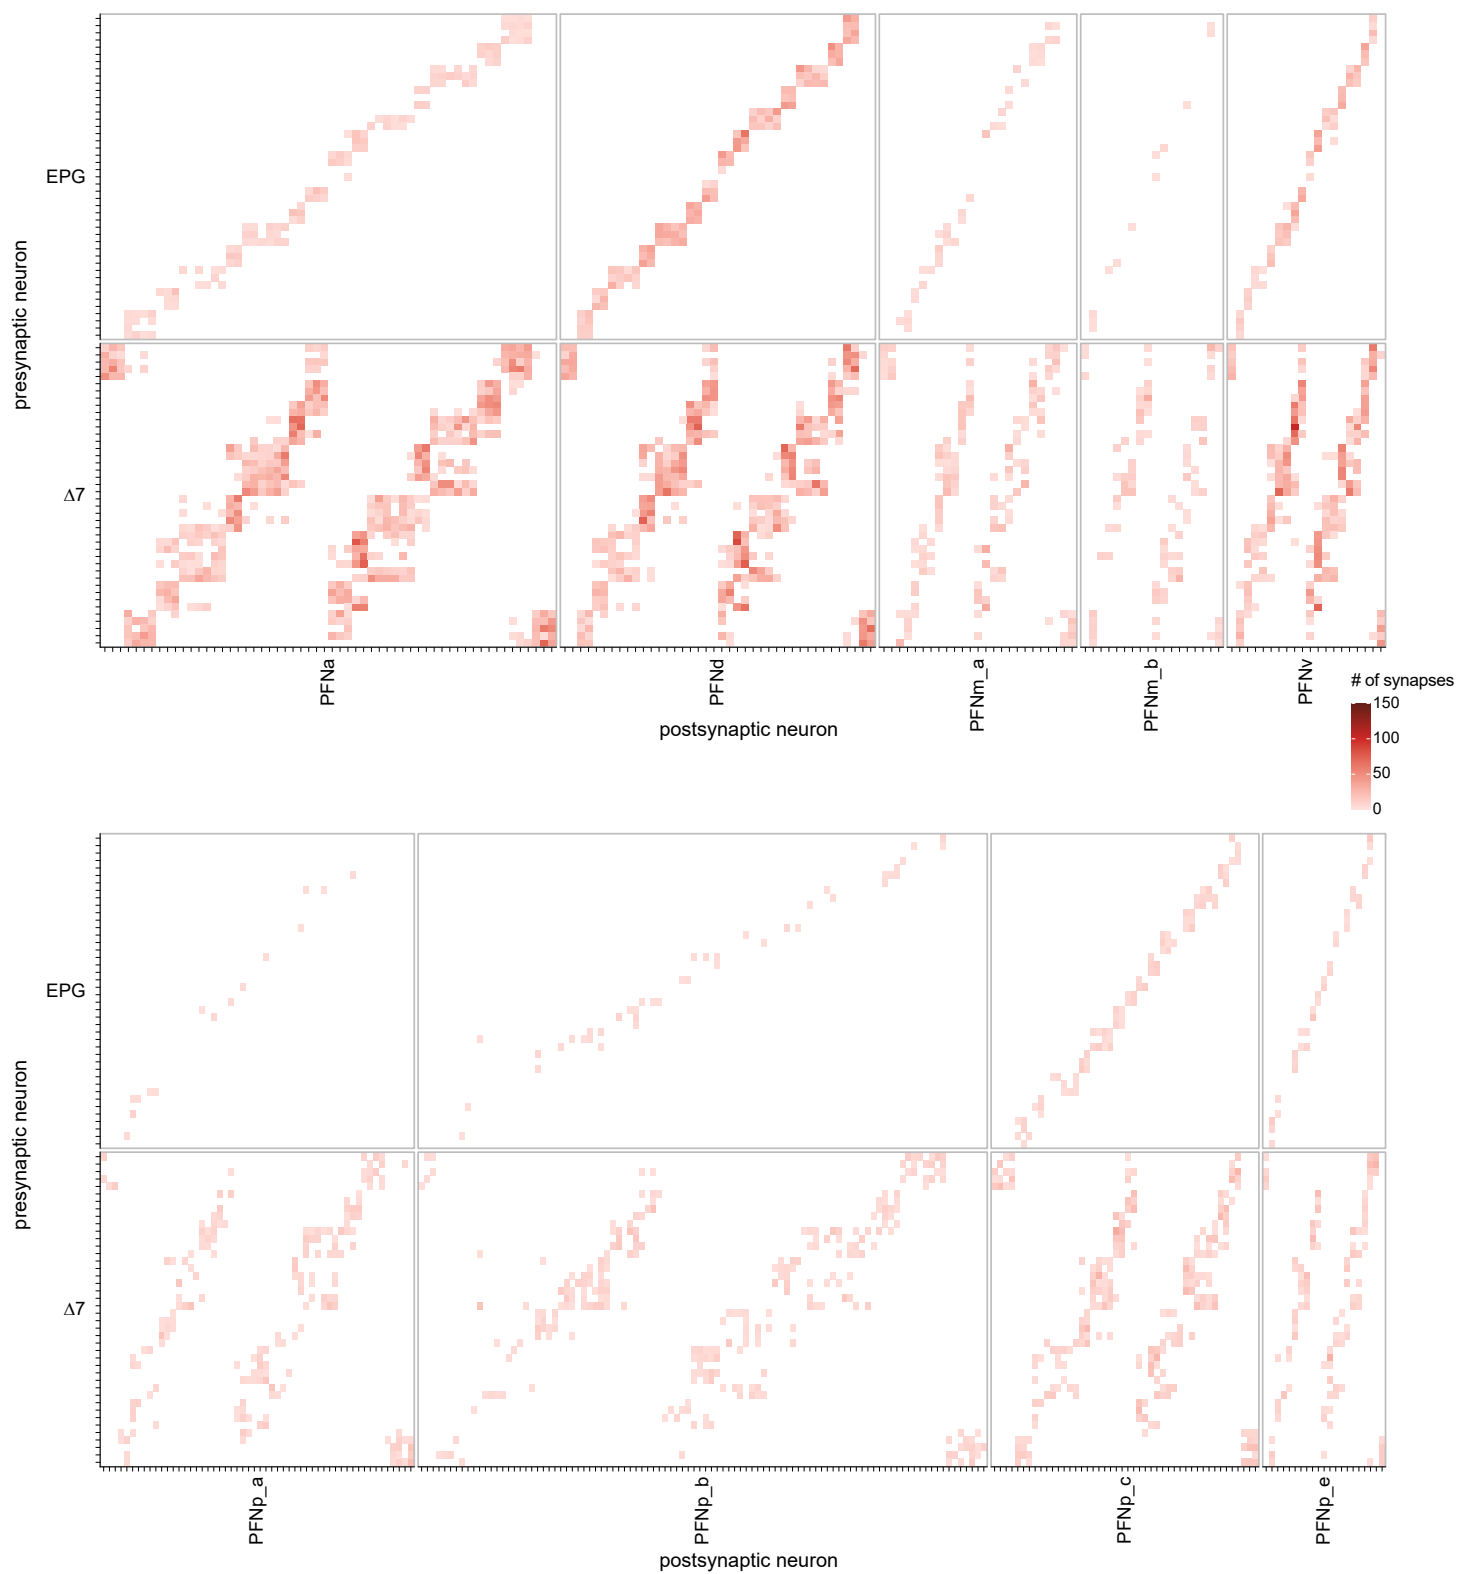 presynaptic neuron
EPG
Δ7
PFNa
PFNd
PFNm_a
PFNm_b
PFNv
postsynaptic neuron
# of synapses
150
100
50
0
presynaptic neuron
EPG
Δ7
PFNp_a
PFNp_b
PFNp_c
PFNp_e
postsynaptic neuron